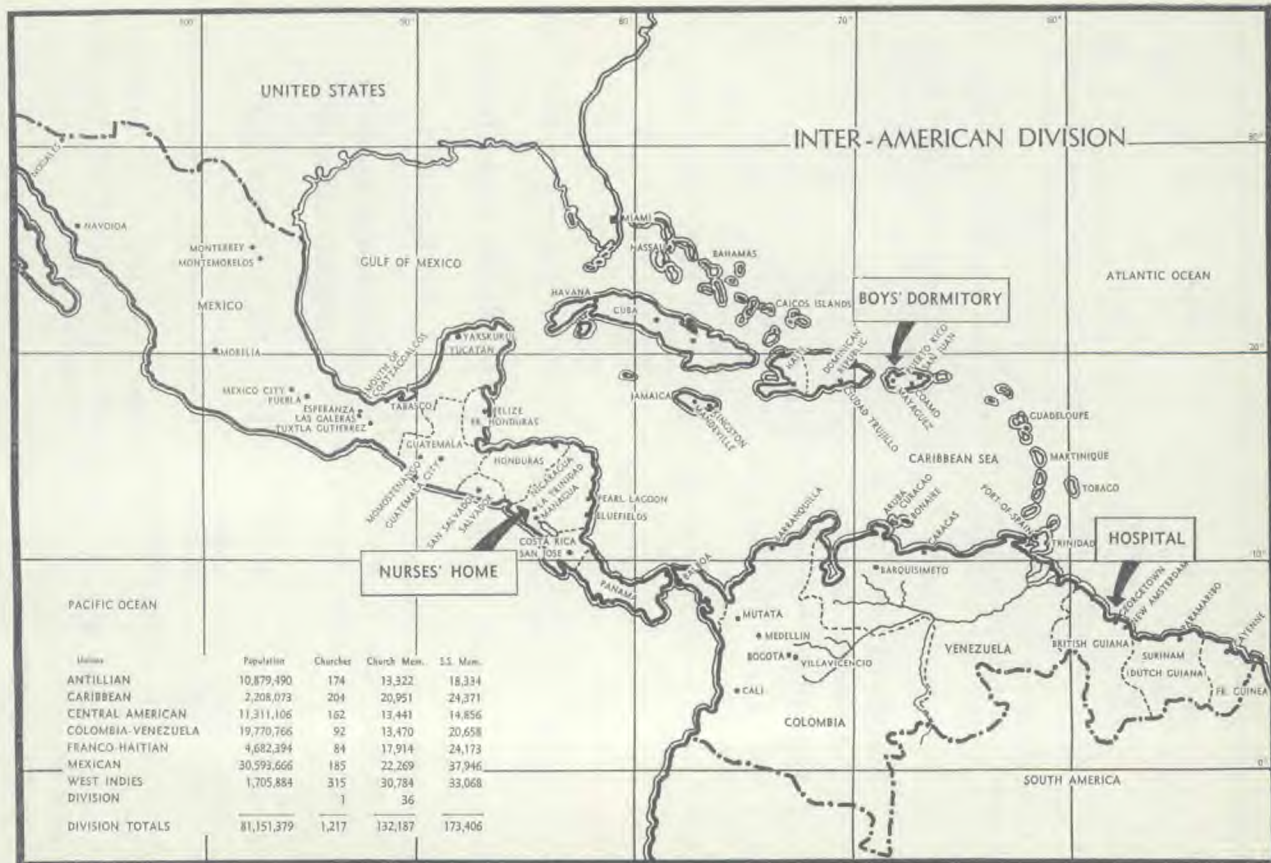 100°
90°
80°
70°
60°
UNITED STATES
INTER-AMERICAN DIVISION
NOGALES
MIAMI
NAVOJOA
NASSAU
BAHAMAS
MONTERREY
MONTEMORELOS
GULF OF MEXICO
ATLANTIC OCEAN
MEXICO
HAVANA
CUBA
CAICOS ISLANDS
BOYS' DORMITORY
MORELIA
YAXSKUKUL
YUCATAN
20°
MOUTH OF
COATZACOALCOS
HAITI
DOMINICAN
REPUBLIC
PUERTO RICO
SAN JUAN
MEXICO CITY
PUEBLA
COAMO
MAYAGUEZ
CIUDAD TRUJILLO
ESPERANZA
LAS GALERAS
TUXTLA GUTIERREZ
TABASCO
BELIZE
HONDURAS
JAMAICA
KINGSTON
MANDEVILLE
GUADELOUPE
GUATEMALA
HONDURAS
CARIBBEAN SEA
MARTINIQUE
MOMOSTENANGO
GUATEMALA CITY
NICARAGUA
LA TRINIDAD
MANAGUA
TOBAGO
SAN SALVADOR
SALVADOR
PEARL LAGOON
BLUEFIELDS
ARUBA
CURACAO
BONAIRE
BARRANQUILLA
CARACAS
PORT-OF-SPAIN
TRINIDAD
COSTA RICA
SAN JOSE
NURSES' HOME
HOSPITAL
10°
BALBOA
PANAMA
BARQUISIMETO
GEORGETOWN
NEW AMSTERDAM
PARAMARIBO
CAYENNE
PACIFIC OCEAN
MUTATA
MEDELLIN
BOGOTA
VILLAVICENCIO
CALI
COLOMBIA
VENEZUELA
BRITISH GUIANA
SURINAM
DUTCH GUIANA
FR. GUINEA
SOUTH AMERICA
0°
Unions Population Churches Church Mem. S.S. Mem.
ANTILLIAN 10,879,490 174 13,322 18,334
CARIBBEAN 2,208,073 204 20,951 24,371
CENTRAL AMERICAN 11,311,106 162 13,441 14,856
COLOMBIA-VENEZUELA 19,770,766 92 13,470 20,658
FRANCO-HAITIAN 4,682,394 84 17,914 24,173
MEXICAN 30,593,666 185 22,269 37,946
WEST INDIES 1,705,884 315 30,784 33,068
DIVISION 1 36
DIVISION TOTALS 81,151,379 1,217 132,187 173,406